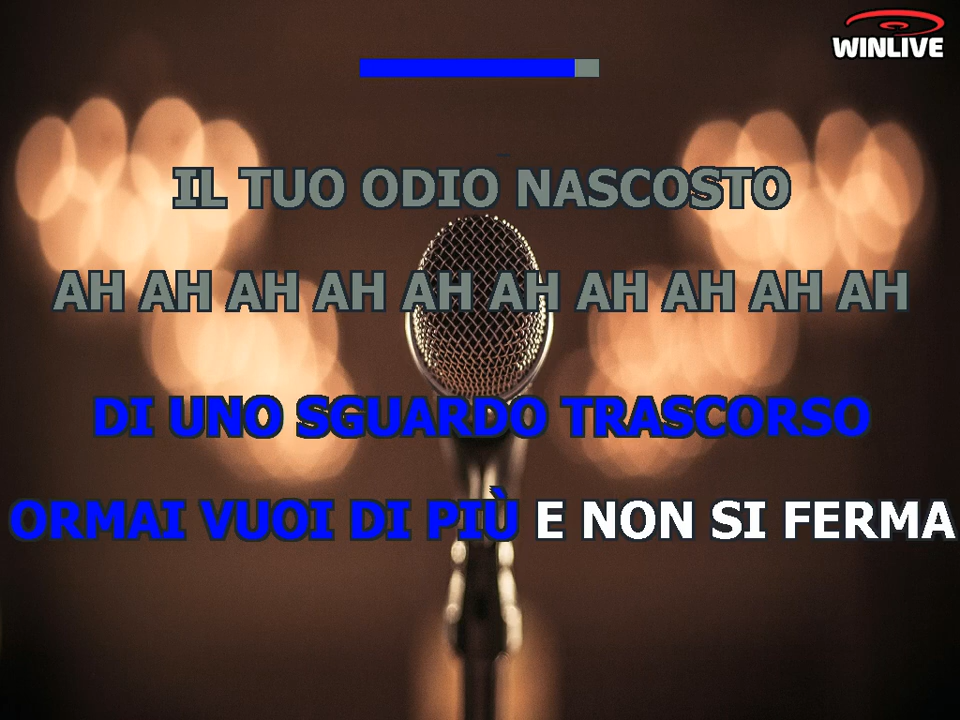 WINLIVE
IL TUO ODIO NASCOSTO
AH AH AH AH AH AH AH AH AH AH
DI UNO SGUARDO TRASCORSO
ORMAI VUOI DI PIÙ E NON SI FERMA